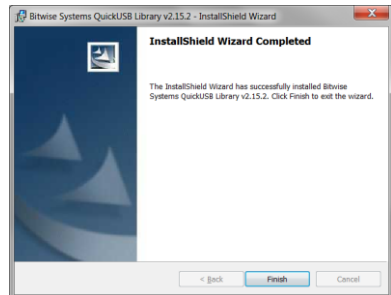 Bitwise Systems QuickUSB Library v2.15.2 - InstallShield Wizard
InstallShield Wizard Completed
The InstallShield Wizard has successfully installed Bitwise
Systems QuickUSB Library v2.15.2. Click Finish to exit the wizard.
< Back
Finish
Cancel